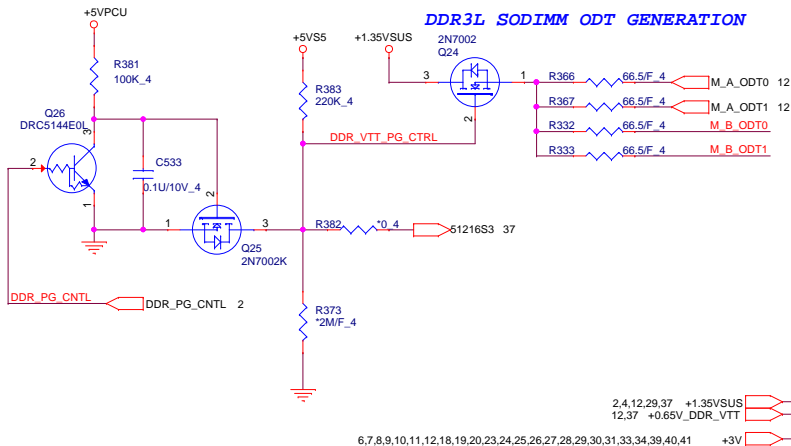 DDR3L SODIMM ODT GENERATION
+5VPCU
R381
100K_4
Q26
DRC5144E0L
3
2
1
C533
0.1U/10V_4
2
1
3
Q25
2N7002K
DDR_PG_CNTL
DDR_PG_CNTL 2
+5VS5
R383
220K_4
DDR_VTT_PG_CTRL
R382
*0_4
51216S3 37
R373
*2M/F_4
+1.35VSUS
2N7002
Q24
3
1
2
R366 66.5/F_4 M_A_ODT0 12
R367 66.5/F_4 M_A_ODT1 12
R332 66.5/F_4 M_B_ODT0
R333 66.5/F_4 M_B_ODT1
2,4,12,29,37 +1.35VSUS
12,37 +0.65V_DDR_VTT
6,7,8,9,10,11,12,18,19,20,23,24,25,26,27,28,29,30,31,33,34,39,40,41 +3V